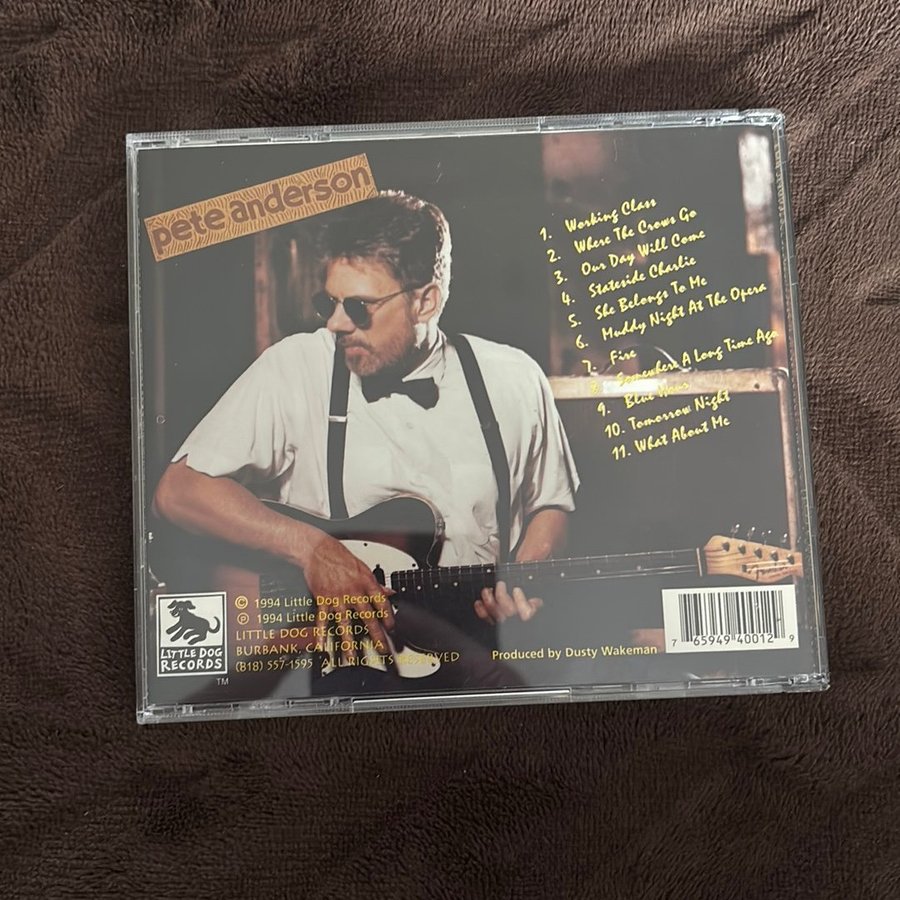 pete anderson
1. Working Class
2. Where The Crows Go
3. Our Day Will Come
4. Stateside Charlie
5. She Belongs To Me
6. Muddy Night At The Opera
7. Fire
8. Somewhere A Long Time Ago
9. Blue Hour
10. Tomorrow Night
11. What About Me
LITTLE DOG
RECORDS
TM
© 1994 Little Dog Records
℗ 1994 Little Dog Records
LITTLE DOG RECORDS
BURBANK, CALIFORNIA
(818) 557-1595 ALL RIGHTS RESERVED
Produced by Dusty Wakeman
7 65949 40012 9